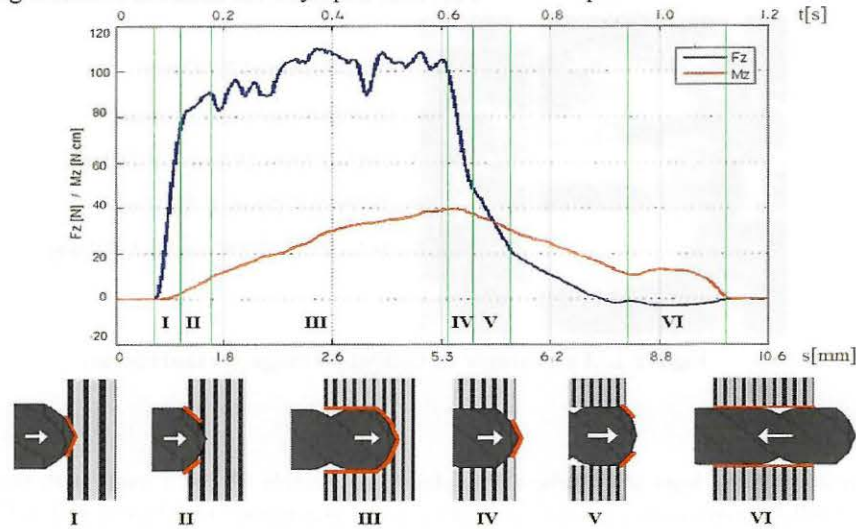 0 0.2 0.4 0.6 0.8 1.0 1.2 t[s]
Fz [N] / Mz [N cm]
120
100
80
60
40
20
0
-20
Fz
Mz
I II III IV V VI
0 1.8 2.6 5.3 6.2 8.8 10.6 s[mm]
I II III IV V VI